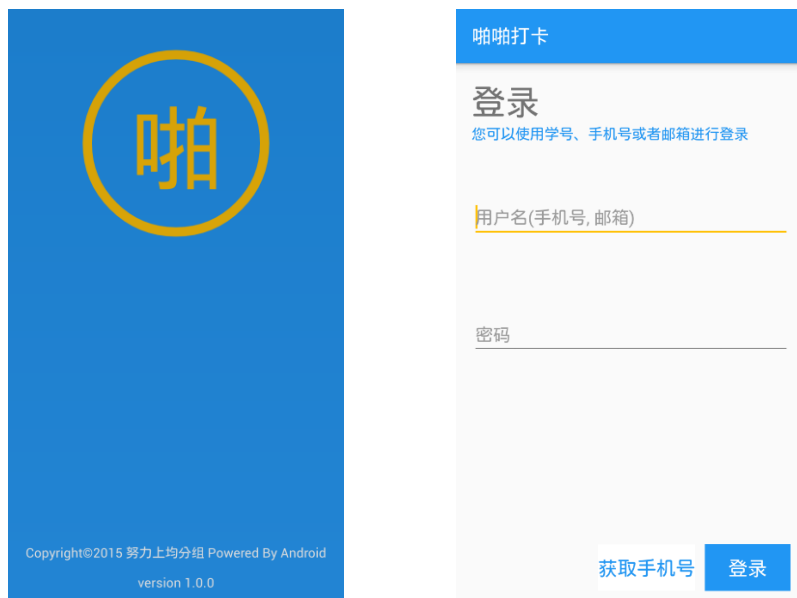 啪
Copyright©2015 努力上均分组 Powered By Android
version 1.0.0
啪啪打卡
登录
您可以使用学号、手机号或者邮箱进行登录
用户名(手机号, 邮箱)
密码
获取手机号 登录